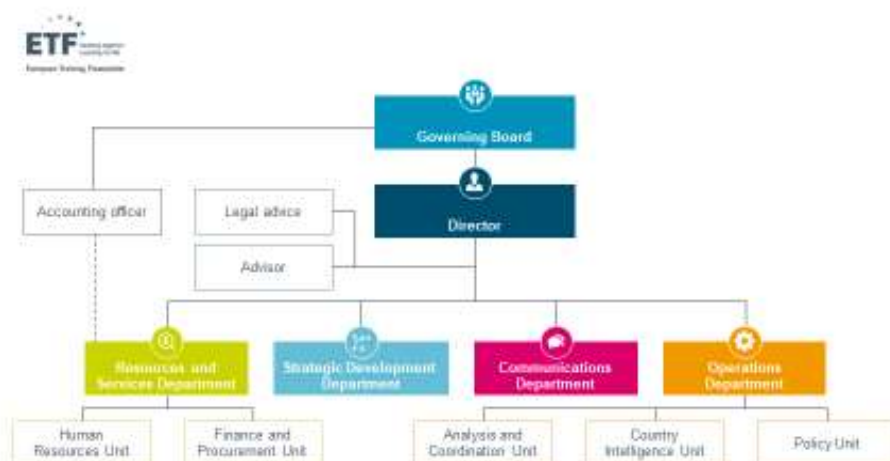 ETF
European Training Foundation
Governing Board
Director
Accounting officer
Legal advice
Advisor
Resources and
Services Department
Strategic Development
Department
Communications
Department
Operations
Department
Human
Resources Unit
Finance and
Procurement Unit
Analysis and
Coordination Unit
Country
Intelligence Unit
Policy Unit